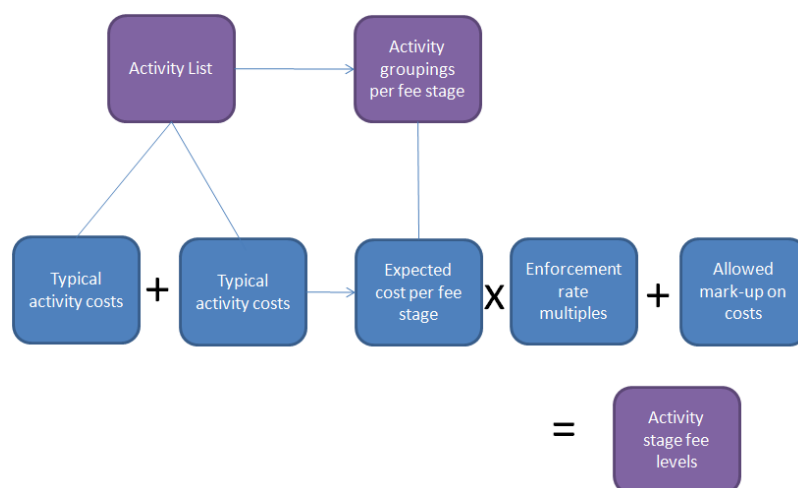 Activity List
Activity
groupings
per fee stage
Typical
activity costs
+
Typical
activity costs
Expected
cost per fee
stage
x
Enforcement
rate
multiples
+
Allowed
mark-up on
costs
=
Activity
stage fee
levels